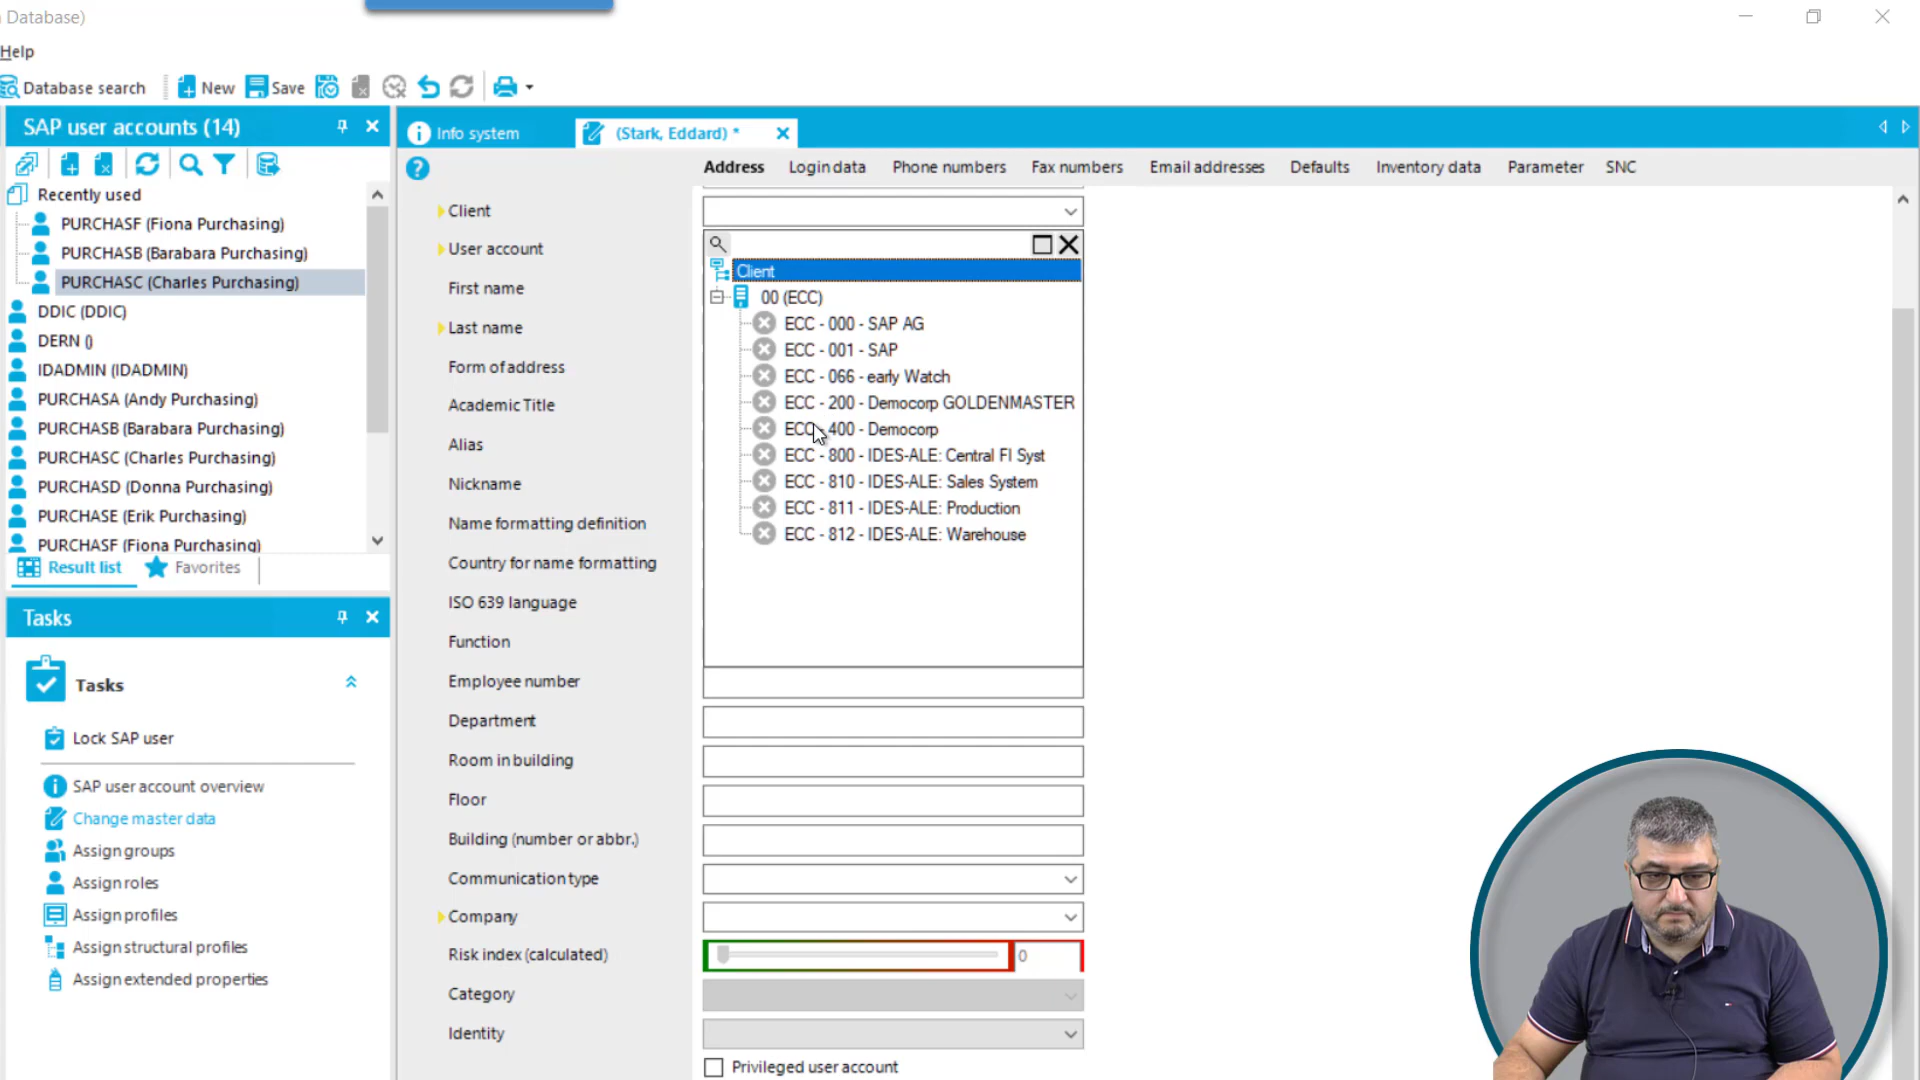 Database)
Help
Database search
New
Save
SAP user accounts (14)
Recently used
PURCHASF (Fiona Purchasing)
PURCHASB (Barabara Purchasing)
PURCHASC (Charles Purchasing)
DDIC (DDIC)
DERN ()
IDADMIN (IDADMIN)
PURCHASA (Andy Purchasing)
PURCHASB (Barabara Purchasing)
PURCHASC (Charles Purchasing)
PURCHASD (Donna Purchasing)
PURCHASE (Erik Purchasing)
PURCHASF (Fiona Purchasing)
Result list
Favorites
Tasks
Tasks
Lock SAP user
SAP user account overview
Change master data
Assign groups
Assign roles
Assign profiles
Assign structural profiles
Assign extended properties
Info system
(Stark, Eddard) *
Address
Login data
Phone numbers
Fax numbers
Email addresses
Defaults
Inventory data
Parameter
SNC
Client
User account
First name
Last name
Form of address
Academic Title
Alias
Nickname
Name formatting definition
Country for name formatting
ISO 639 language
Function
Employee number
Department
Room in building
Floor
Building (number or abbr.)
Communication type
Company
Risk index (calculated)
0
Category
Identity
Privileged user account
Client
00 (ECC)
ECC - 000 - SAP AG
ECC - 001 - SAP
ECC - 066 - early Watch
ECC - 200 - Democorp GOLDENMASTER
ECC - 400 - Democorp
ECC - 800 - IDES-ALE: Central FI Syst
ECC - 810 - IDES-ALE: Sales System
ECC - 811 - IDES-ALE: Production
ECC - 812 - IDES-ALE: Warehouse